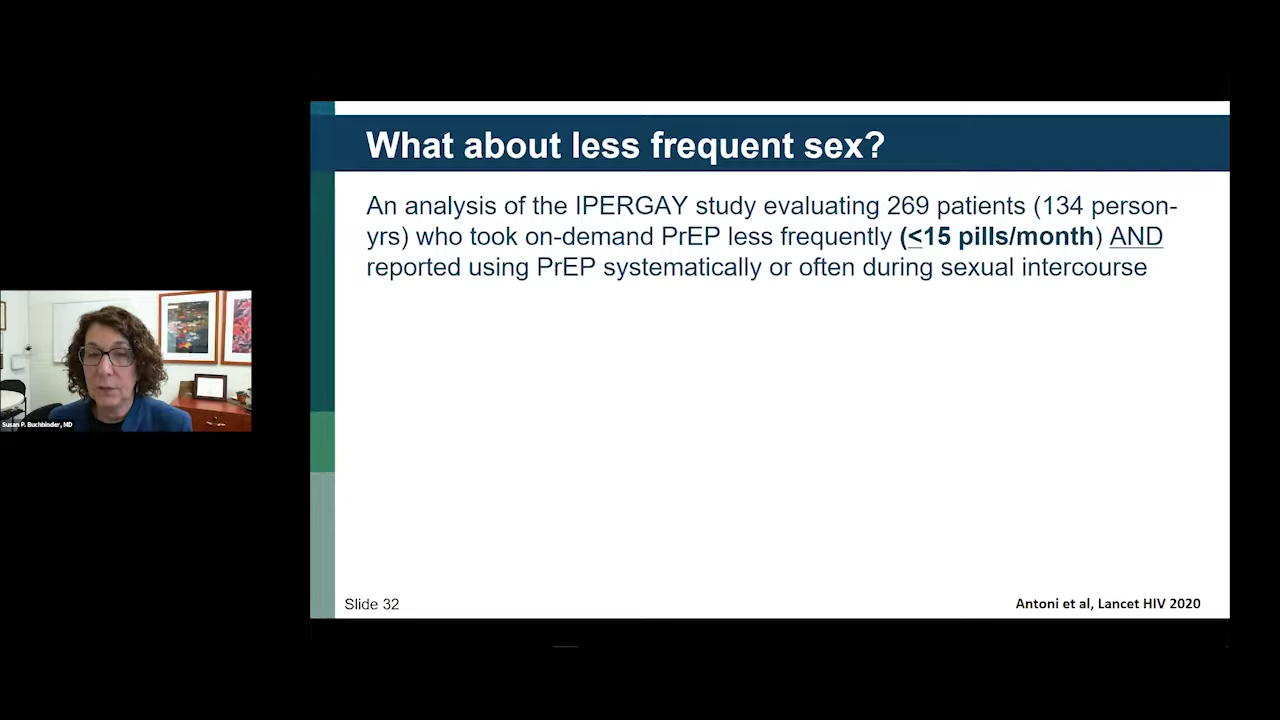 What about less frequent sex?
An analysis of the IPERGAY study evaluating 269 patients (134 person-
yrs) who took on-demand PrEP less frequently (<15 pills/month) AND
reported using PrEP systematically or often during sexual intercourse
Susan P. Buchbinder, MD
Slide 32
Antoni et al, Lancet HIV 2020